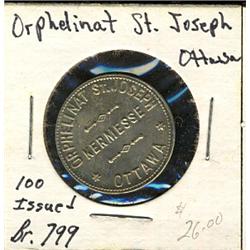 Orphelinat St. Joseph
Ottawa
ORPHELINAT ST. JOSEPH
KERMESSE
OTTAWA
100
Issued
Br. 799
$
26.00